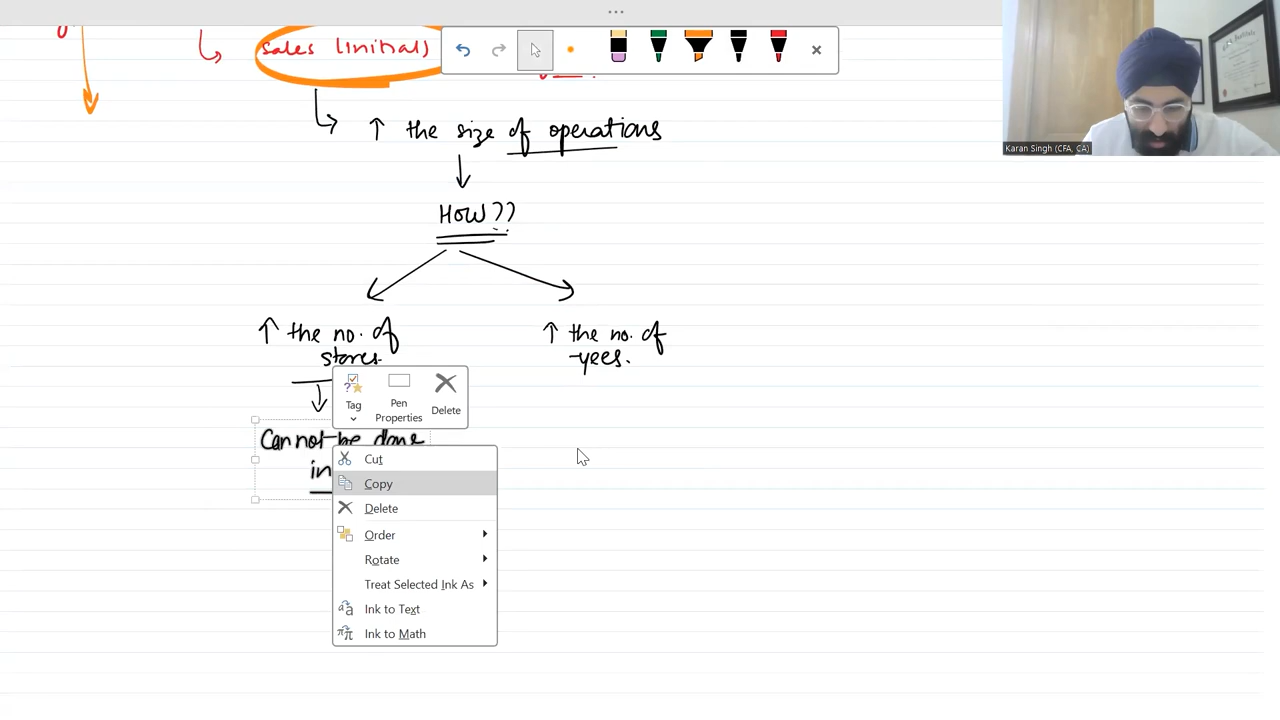 ...
Sales (Initial)
↑ the size of operations
How??
↑ the no. of
stores
↑ the no. of
-yees.
Cannot be done
in
Tag
Pen
Properties
Delete
Cut
Copy
Delete
Order
Rotate
Treat Selected Ink As
Ink to Text
Ink to Math
Karan Singh (CFA, CA)